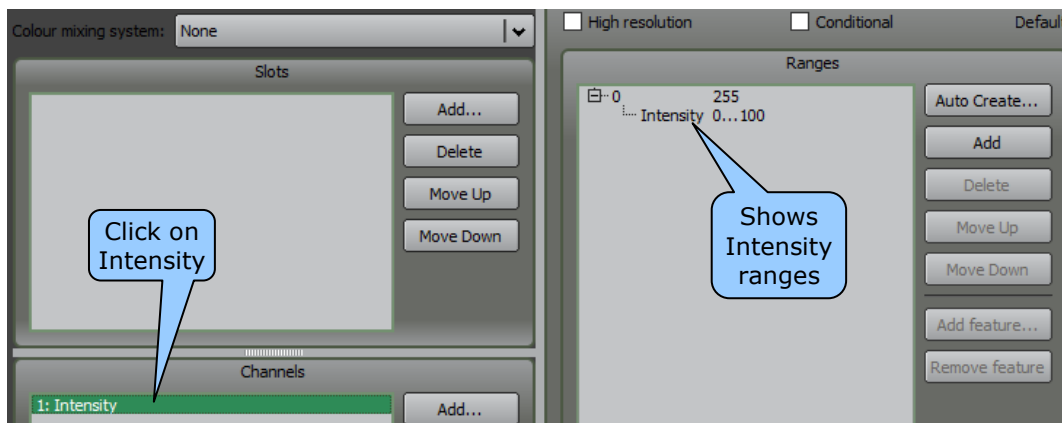 Colour mixing system: None
Slots
Add...
Delete
Move Up
Move Down
Click on
Intensity
Channels
1: Intensity
Add...
High resolution
Conditional
Defaul
Ranges
0 255
Intensity 0...100
Shows
Intensity
ranges
Auto Create...
Add
Delete
Move Up
Move Down
Add feature...
Remove feature